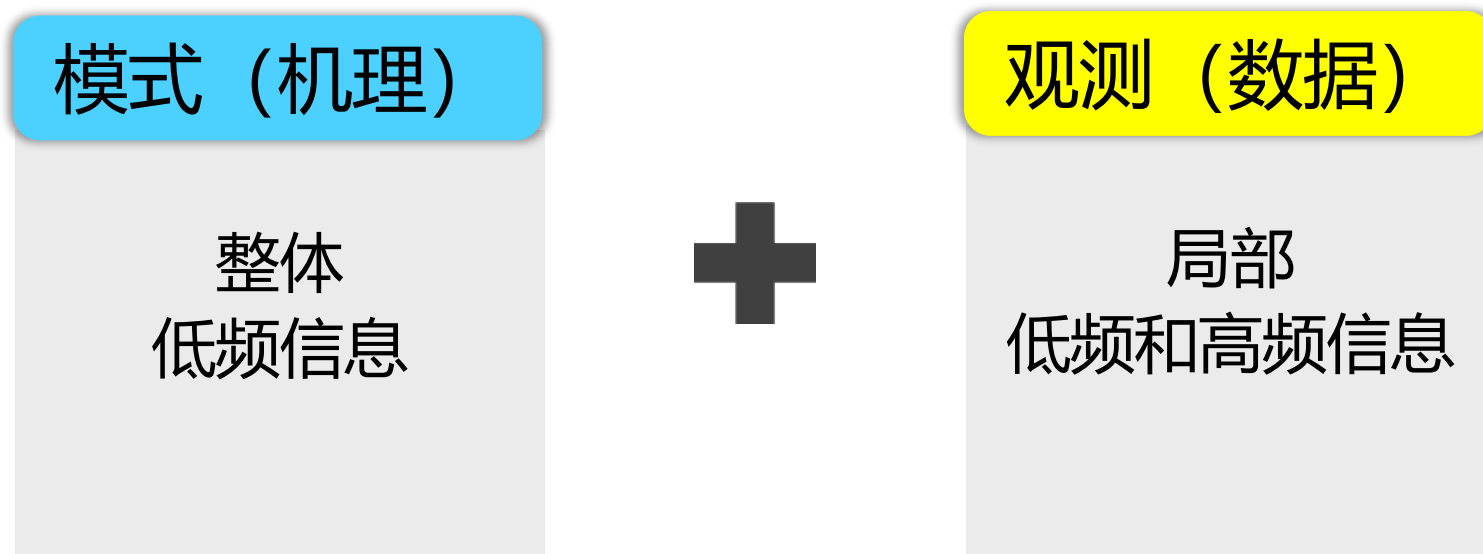 模式（机理）
整体
低频信息
观测（数据）
局部
低频和高频信息